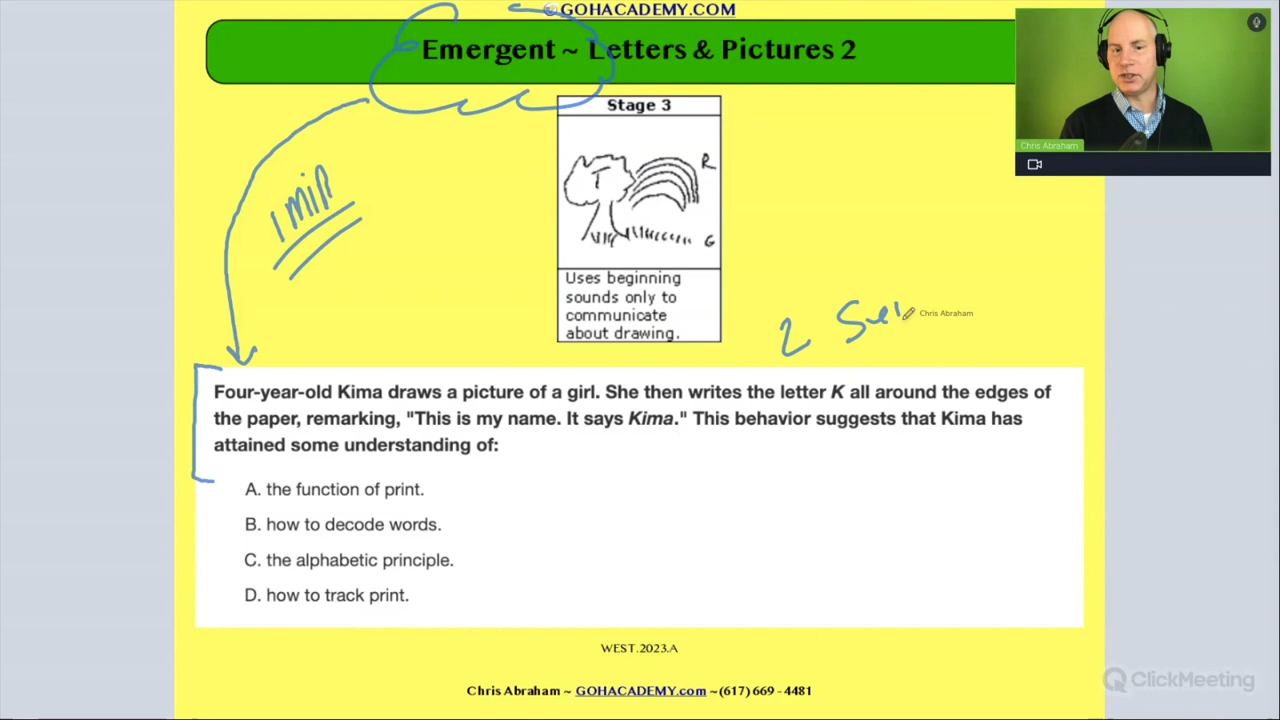 GOHACADEMY.COM
Emergent ~ Letters & Pictures 2
Chris Abraham
Stage 3
T
R
G
Uses beginning
sounds only to
communicate
about drawing.
1 min
2
Chris Abraham
Four-year-old Kima draws a picture of a girl. She then writes the letter K all around the edges of
the paper, remarking, "This is my name. It says Kima." This behavior suggests that Kima has
attained some understanding of:
A. the function of print.
B. how to decode words.
C. the alphabetic principle.
D. how to track print.
WEST.2023.A
Chris Abraham ~ GOHACADEMY.com ~(617) 669 - 4481
ClickMeeting